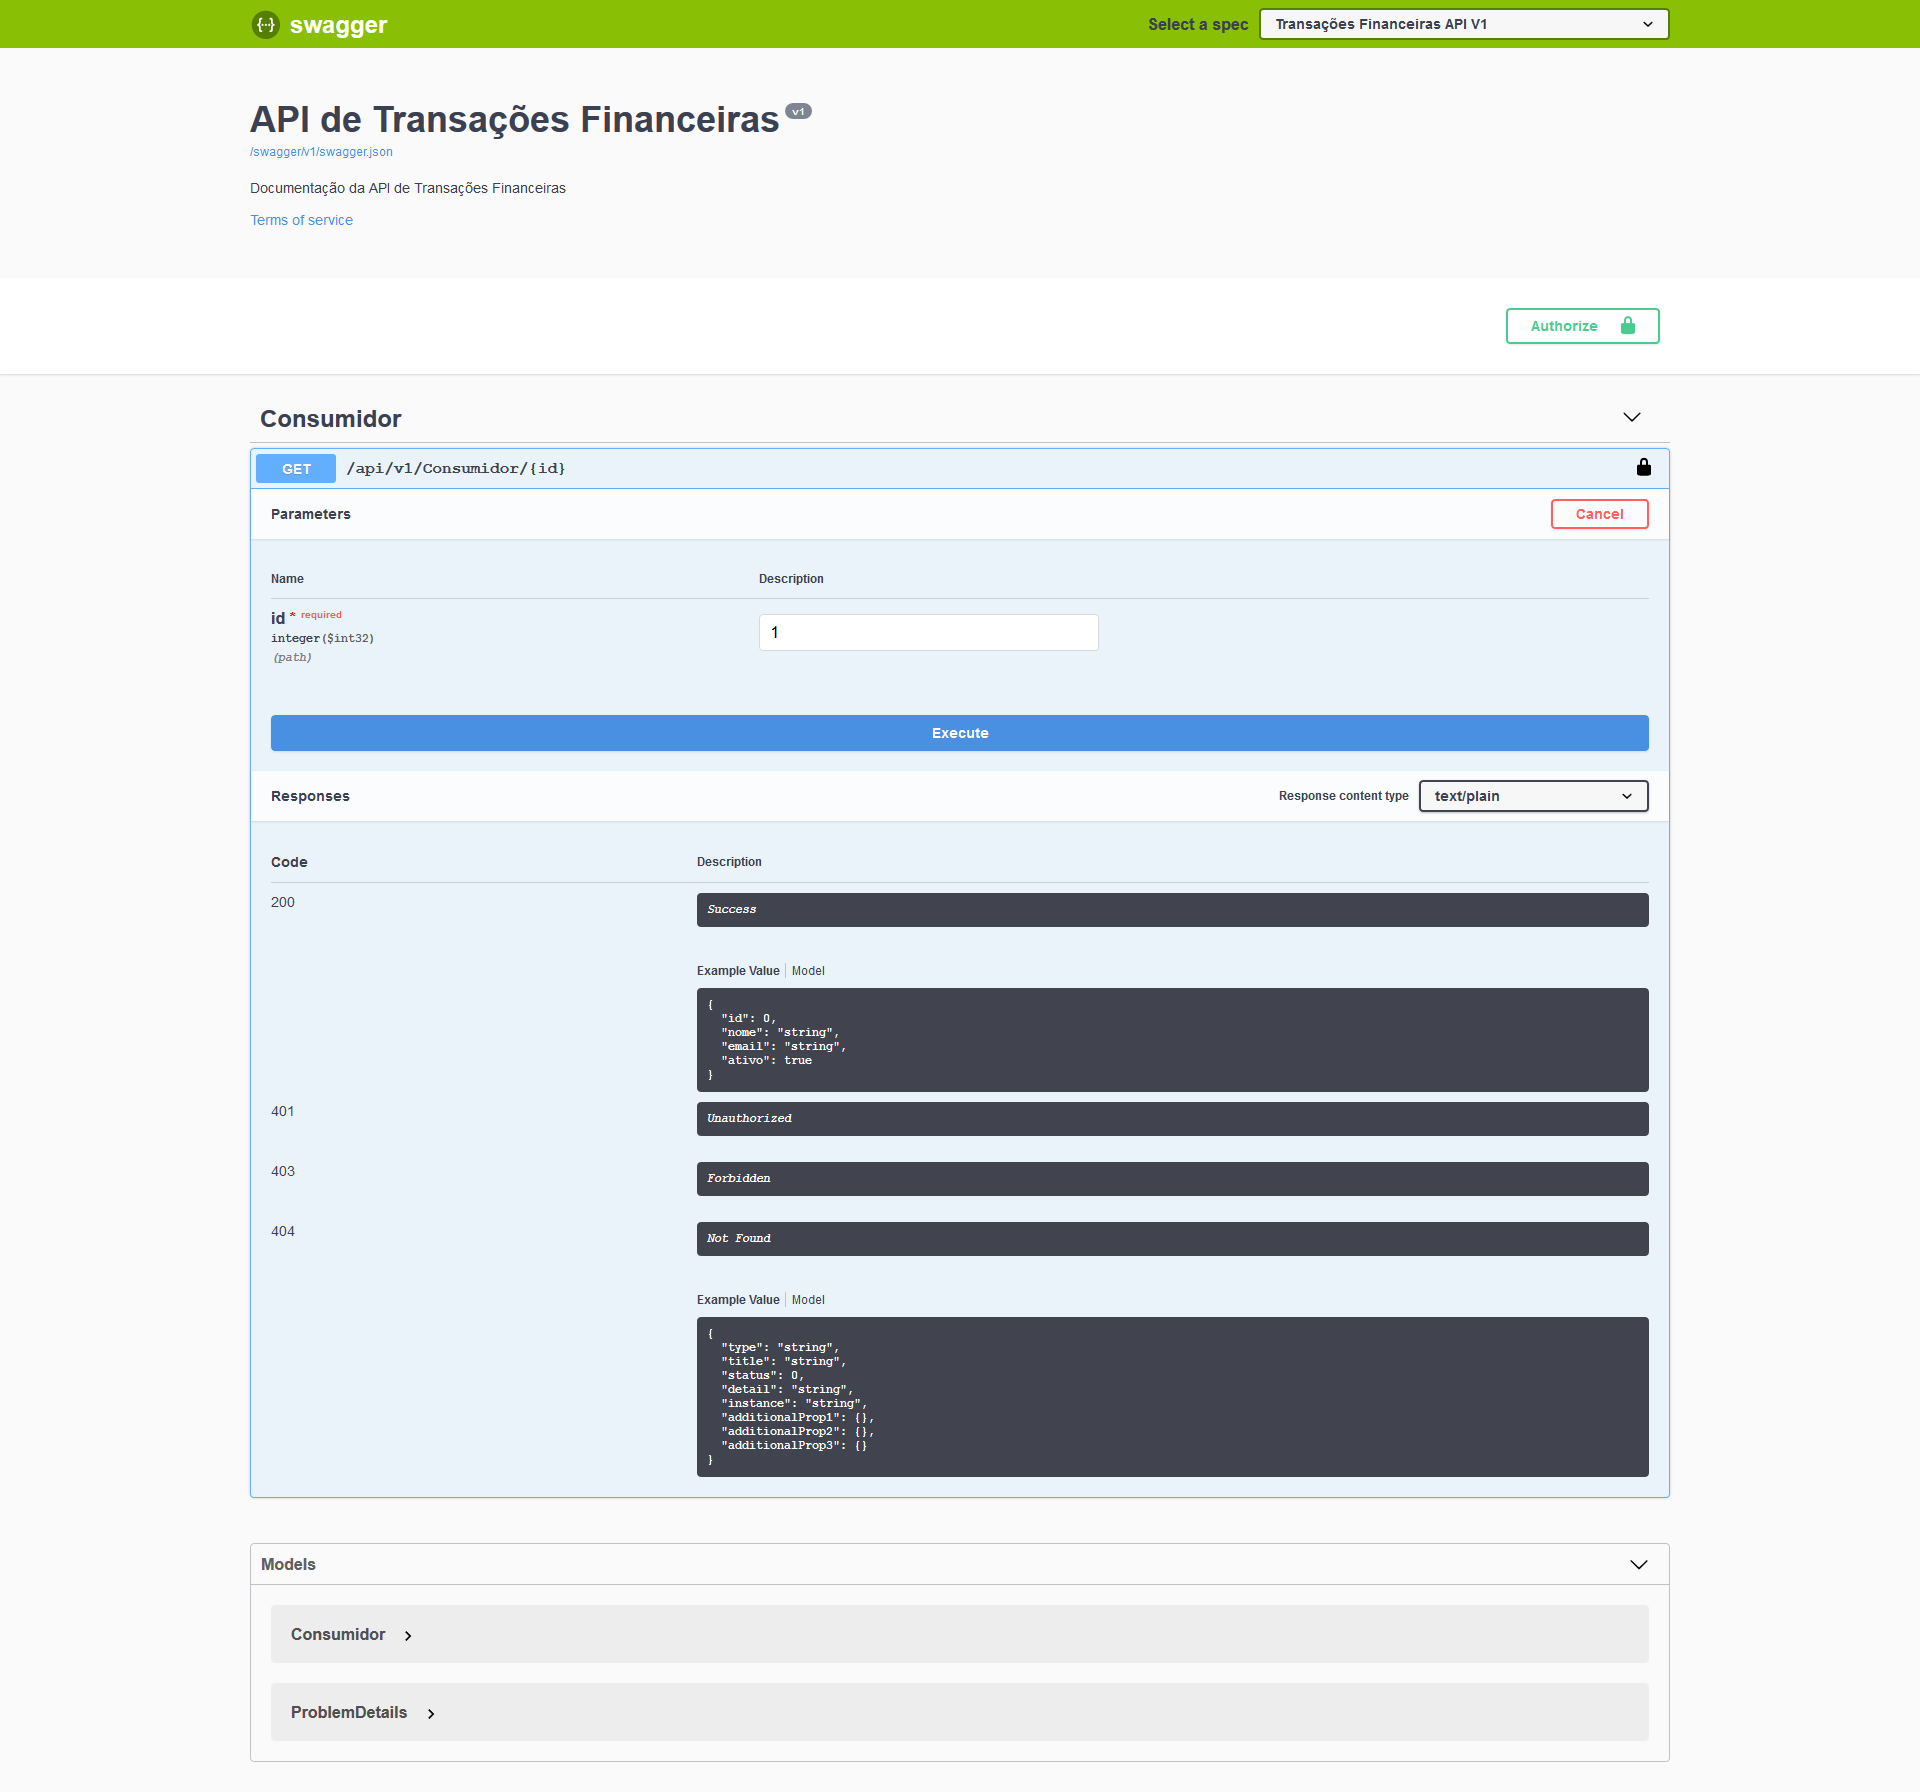 {···} swagger
Select a spec
Transações Financeiras API V1
API de Transações Financeiras v1
/swagger/v1/swagger.json
Documentação da API de Transações Financeiras
Terms of service
Authorize
Consumidor
GET /api/v1/Consumidor/{id}
Parameters
Cancel
Name Description
id * required
integer($int32)
(path)
1
Execute
Responses
Response content type
text/plain
Code Description
200
Success
Example Value Model
{
  "id": 0,
  "nome": "string",
  "email": "string",
  "ativo": true
}
401
Unauthorized
403
Forbidden
404
Not Found
Example Value Model
{
  "type": "string",
  "title": "string",
  "status": 0,
  "detail": "string",
  "instance": "string",
  "additionalProp1": {},
  "additionalProp2": {},
  "additionalProp3": {}
}
Models
Consumidor
ProblemDetails